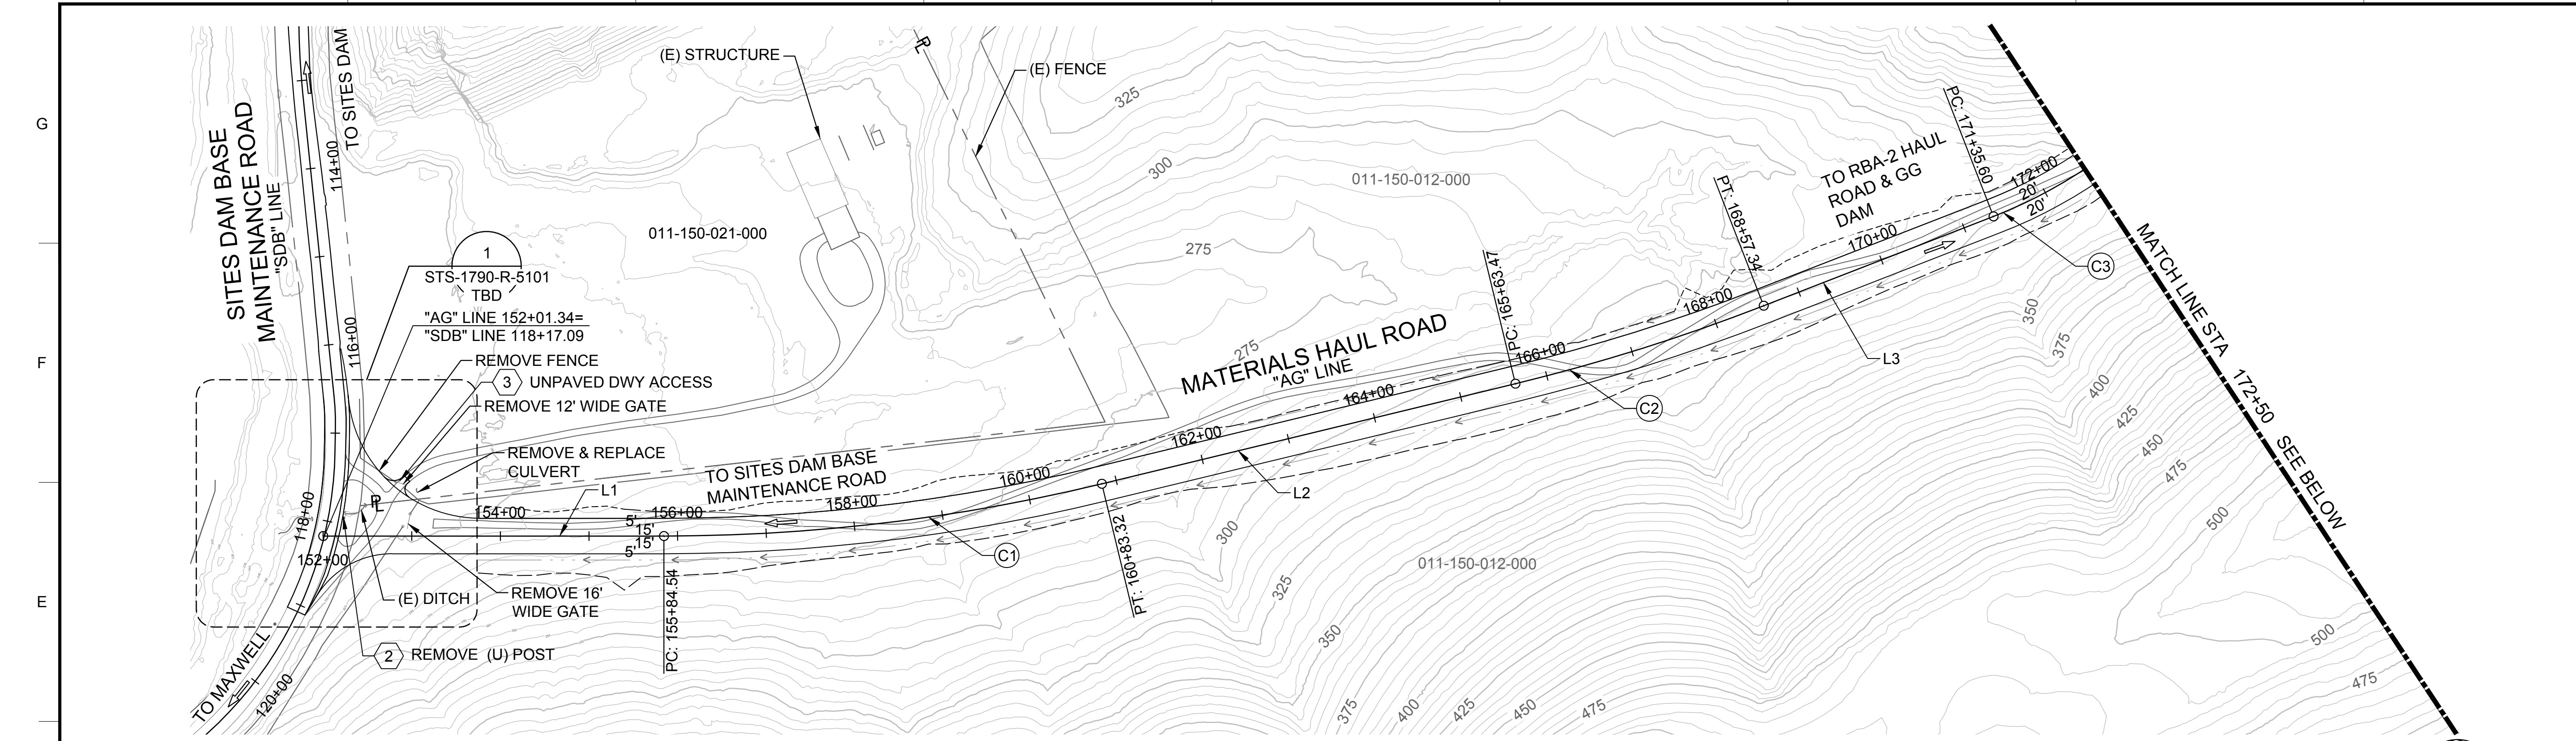 G
F
E
SITES DAM BASE
MAINTENANCE ROAD
"SDB" LINE
TO SITES DAM
114+00
116+00
118+00
120+00
TO MAXWELL
1
STS-1790-R-5101
TBD
"AG" LINE 152+01.34=
"SDB" LINE 118+17.09
REMOVE FENCE
3 UNPAVED DWY ACCESS
REMOVE 12' WIDE GATE
REMOVE & REPLACE
CULVERT
L1
PL
152+00
154+00
156+00
158+00
160+00
162+00
164+00
166+00
168+00
170+00
172+00
5'
15'
15'
5'
(E) DITCH
REMOVE 16'
WIDE GATE
2 REMOVE (U) POST
PC: 155+84.54
TO SITES DAM BASE
MAINTENANCE ROAD
C1
PT: 160+83.32
L2
(E) STRUCTURE
PL
(E) FENCE
011-150-021-000
MATERIALS HAUL ROAD
"AG" LINE
PC: 165+63.47
C2
PT: 168+57.34
L3
TO RBA-2 HAUL
ROAD & GG
DAM
PC: 171+35.60
20'
20'
C3
011-150-012-000
011-150-012-000
325
300
275
275
300
325
350
375
400
425
450
475
350
375
400
425
450
475
500
500
475
MATCH LINE STA 172+50 SEE BELOW